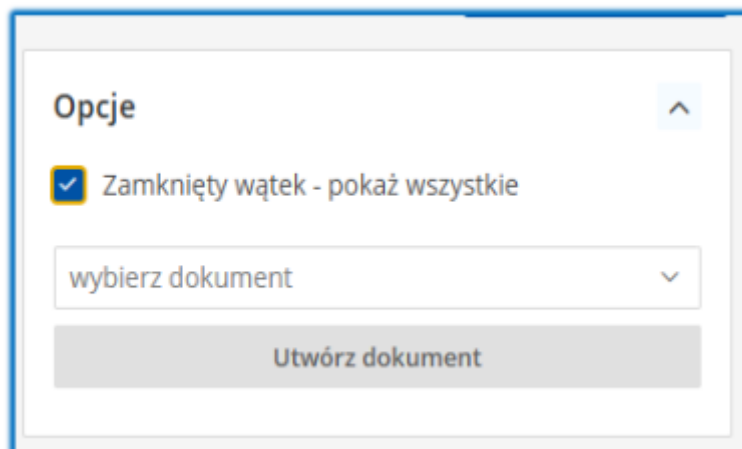 Opcje
Zamknięty wątek - pokaż wszystkie
wybierz dokument
Utwórz dokument